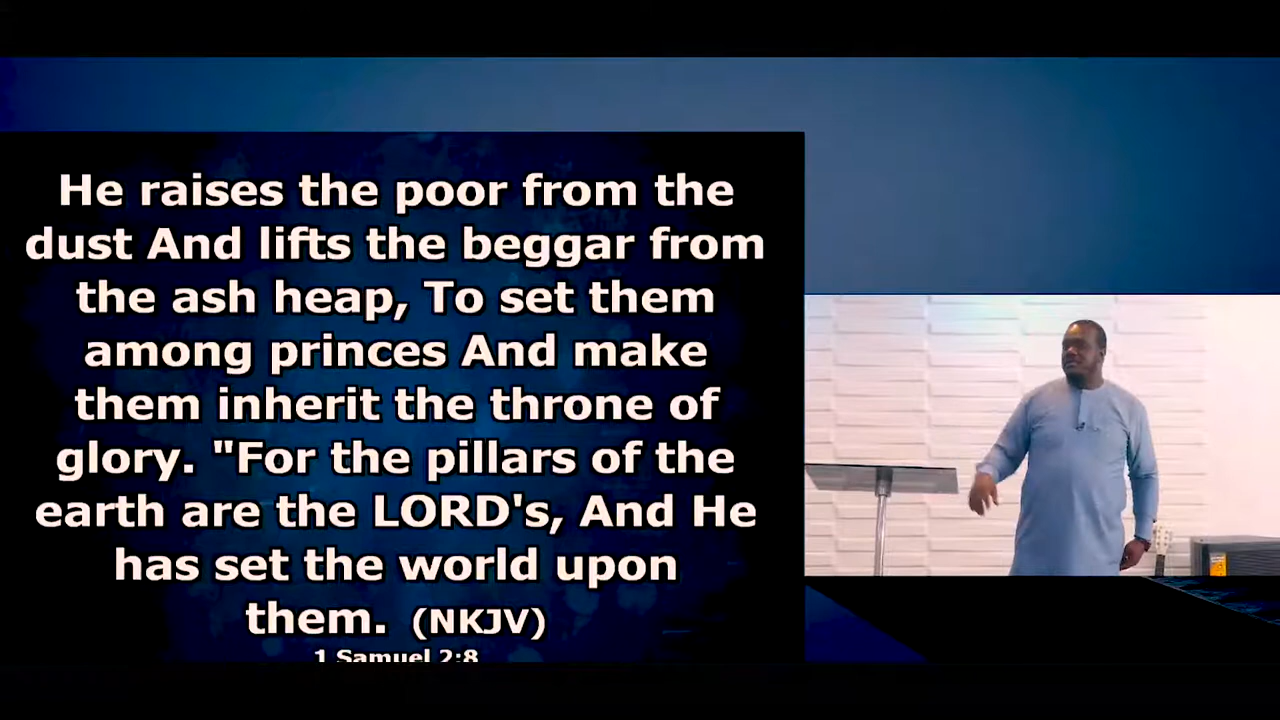 He raises the poor from the
dust And lifts the beggar from
the ash heap, To set them
among princes And make
them inherit the throne of
glory. "For the pillars of the
earth are the LORD's, And He
has set the world upon
them. (NKJV)
1 Samuel 2:8